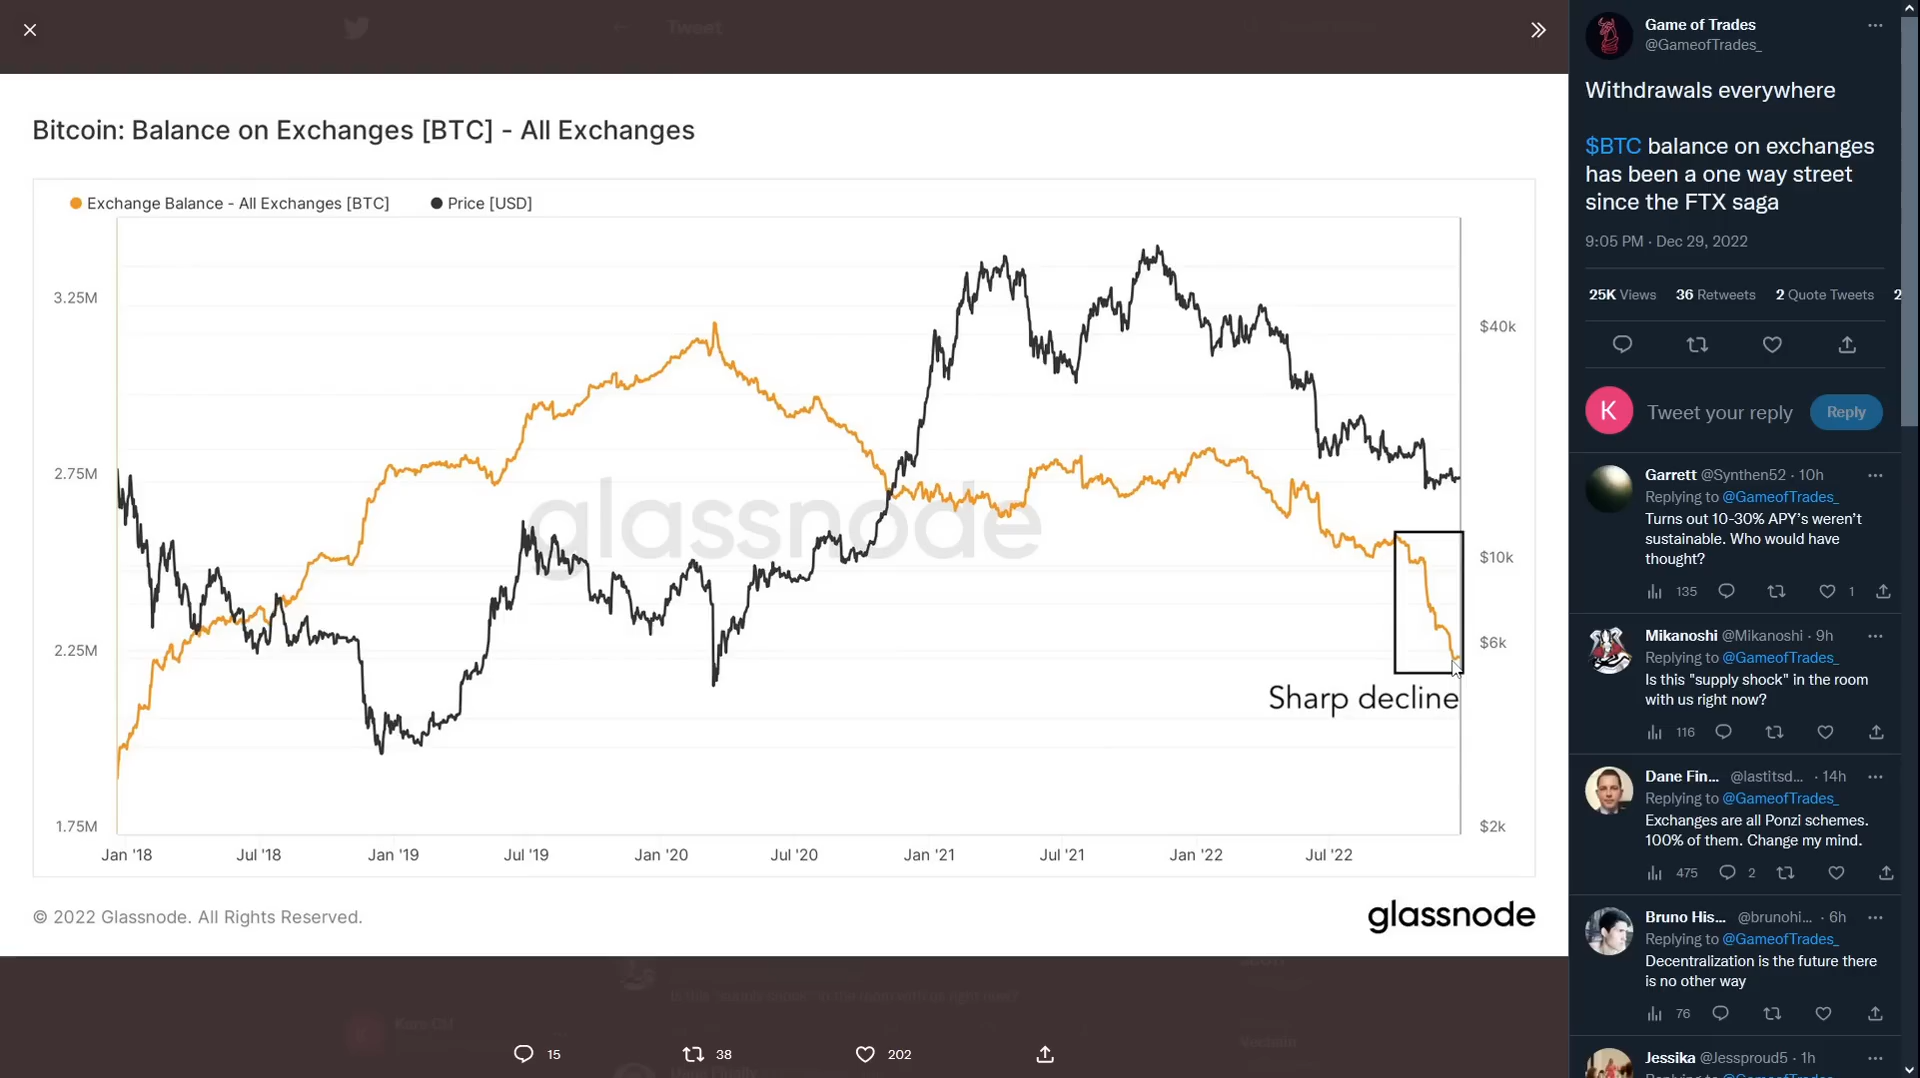 Tweet
Bitcoin: Balance on Exchanges [BTC] - All Exchanges
Exchange Balance - All Exchanges [BTC]
Price [USD]
3.25M
2.75M
2.25M
1.75M
$40k
$10k
$6k
$2k
glassnode
Sharp decline
Jan '18
Jul '18
Jan '19
Jul '19
Jan '20
Jul '20
Jan '21
Jul '21
Jan '22
Jul '22
© 2022 Glassnode. All Rights Reserved.
glassnode
15
38
202
Game of Trades
@GameofTrades_
Withdrawals everywhere
$BTC balance on exchanges
has been a one way street
since the FTX saga
9:05 PM · Dec 29, 2022
25K Views 36 Retweets 2 Quote Tweets 2
K
Tweet your reply
Reply
Garrett @Synthen52 · 10h
Replying to @GameofTrades_
Turns out 10-30% APY's weren't
sustainable. Who would have
thought?
135 1
Mikanoshi @Mikanoshi · 9h
Replying to @GameofTrades_
Is this "supply shock" in the room
with us right now?
116
Dane Fin... @lastitsd... · 14h
Replying to @GameofTrades_
Exchanges are all Ponzi schemes.
100% of them. Change my mind.
475 2
Bruno His... @brunohi... · 6h
Replying to @GameofTrades_
Decentralization is the future there
is no other way
76
Jessika @Jessproud5 · 1h
Replying to @GameofTrades_